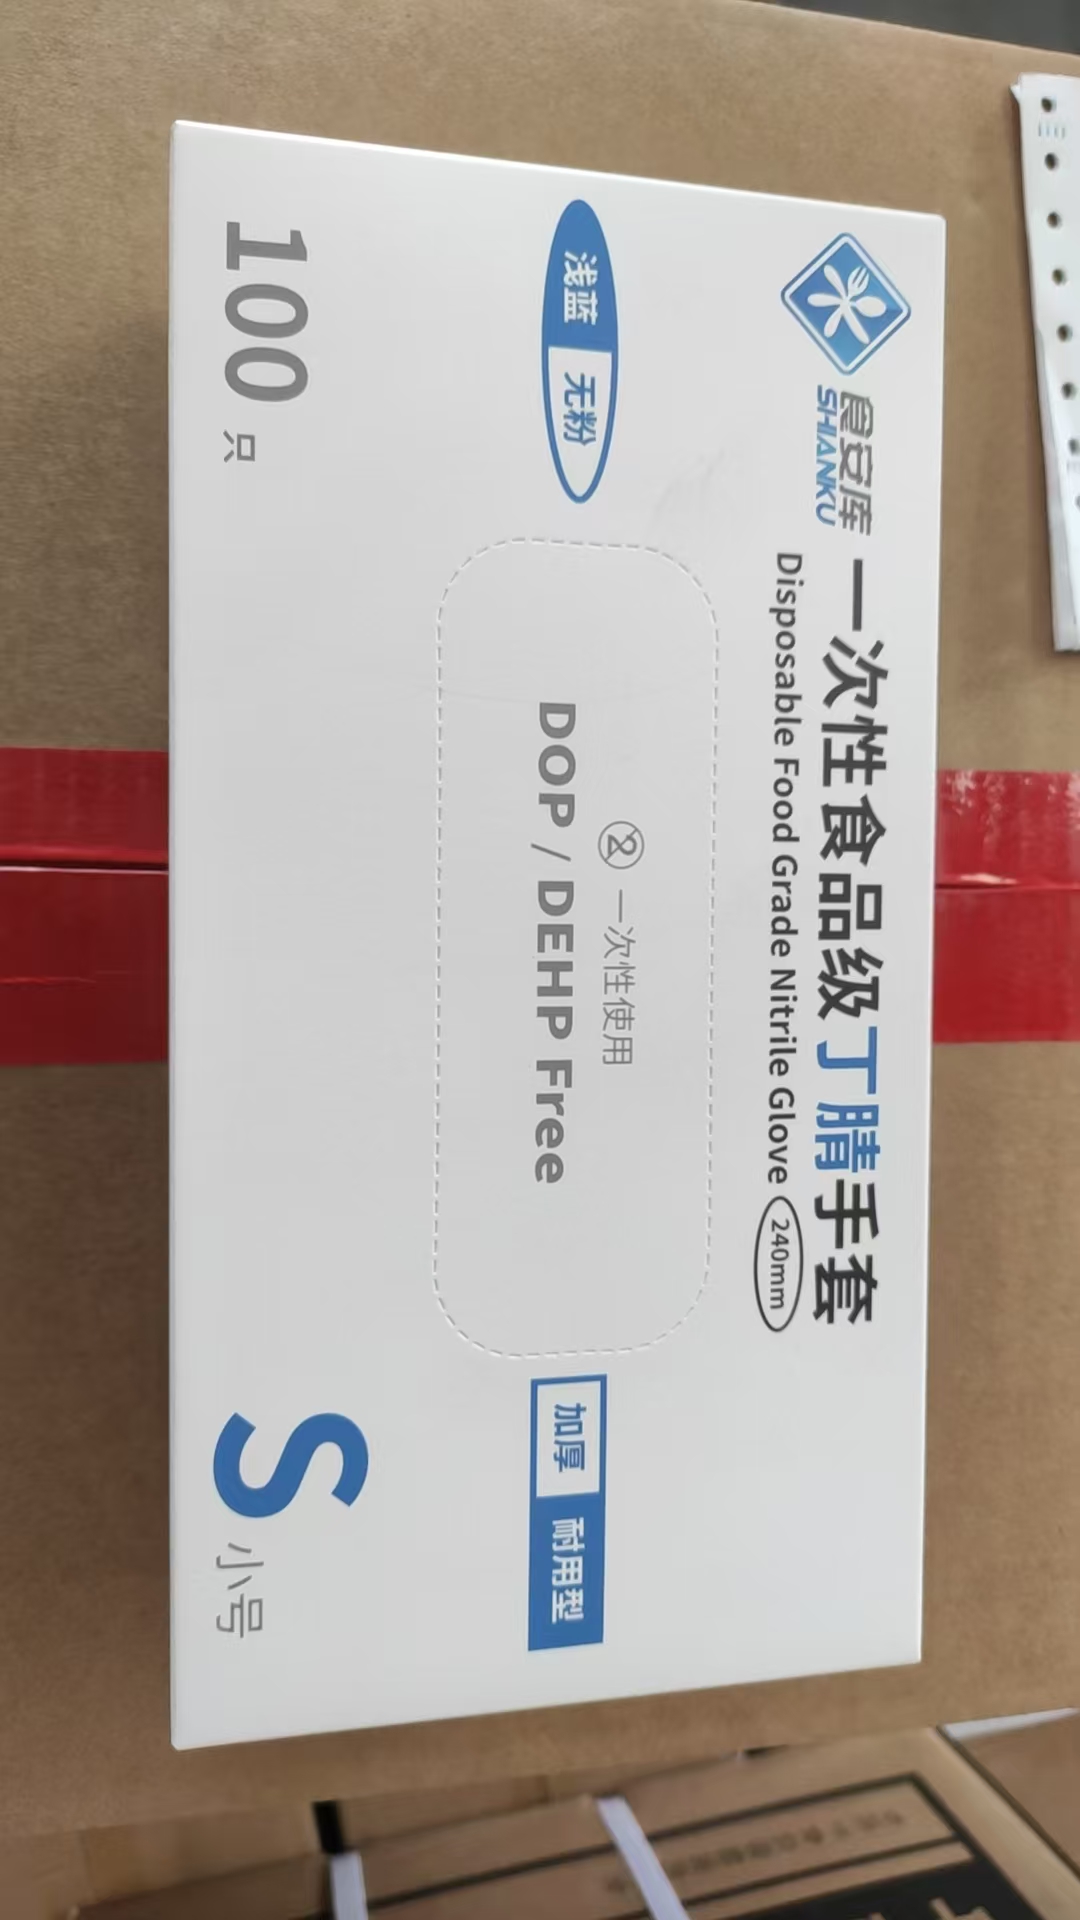 食安库
SHIANKU
一次性食品级丁腈手套
Disposable Food Grade Nitrile Glove 240mm
浅蓝 无粉
2 一次性使用
DOP / DEHP Free
加厚 耐用型
100 只
S 小号